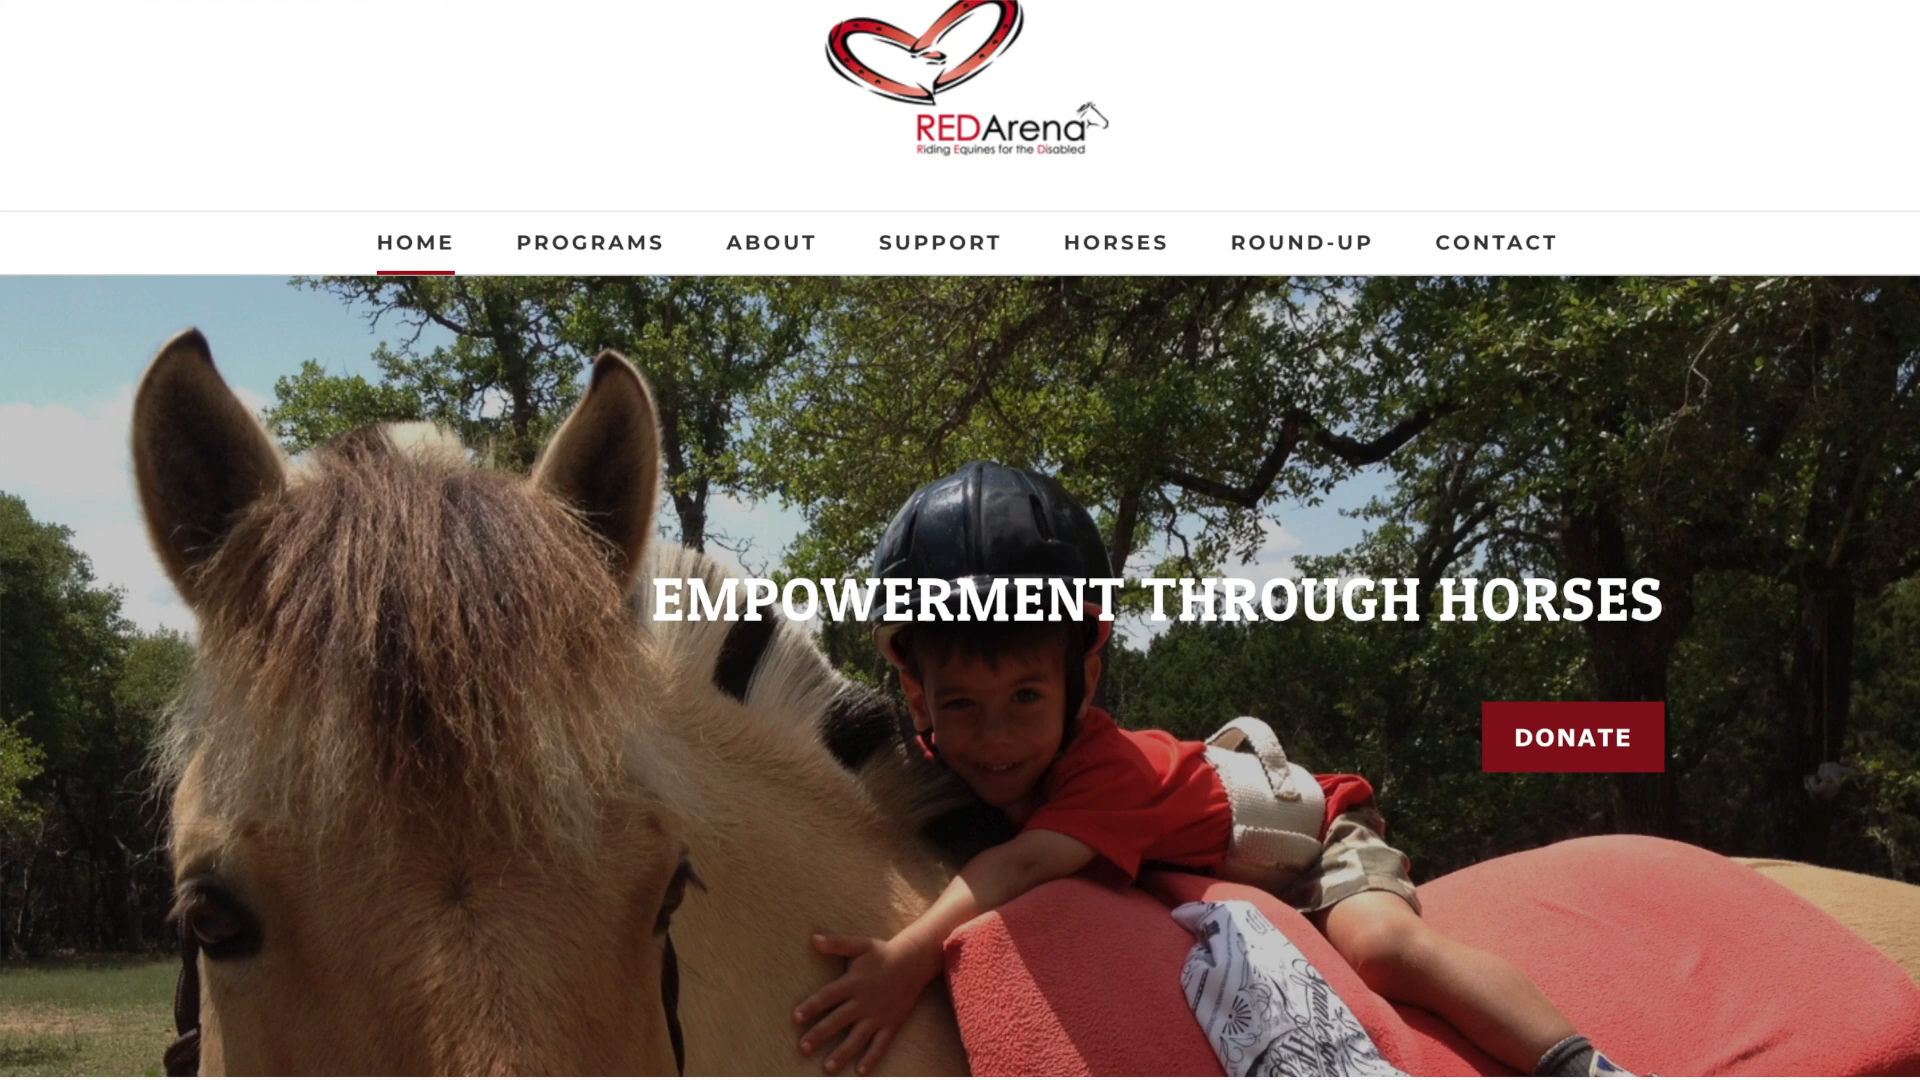 REDArena
Riding Equines for the Disabled
HOME PROGRAMS ABOUT SUPPORT HORSES ROUND-UP CONTACT
EMPOWERMENT THROUGH HORSES
DONATE